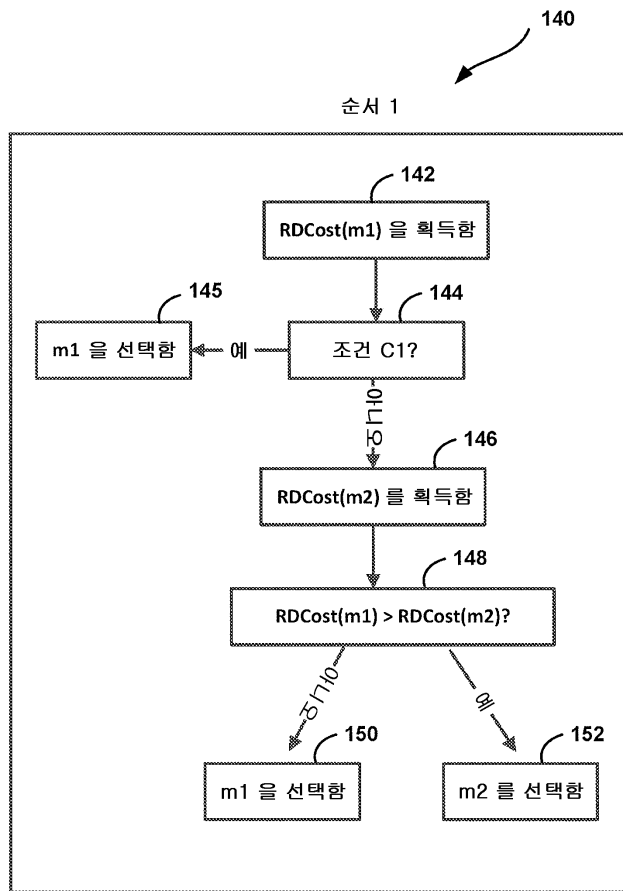 140
순서 1
142
RDCost(m1) 을 획득함
145
144
m1 을 선택함
예
조건 C1?
아니오
146
RDCost(m2) 를 획득함
148
RDCost(m1) > RDCost(m2)?
아니오
예
150
152
m1 을 선택함
m2 를 선택함